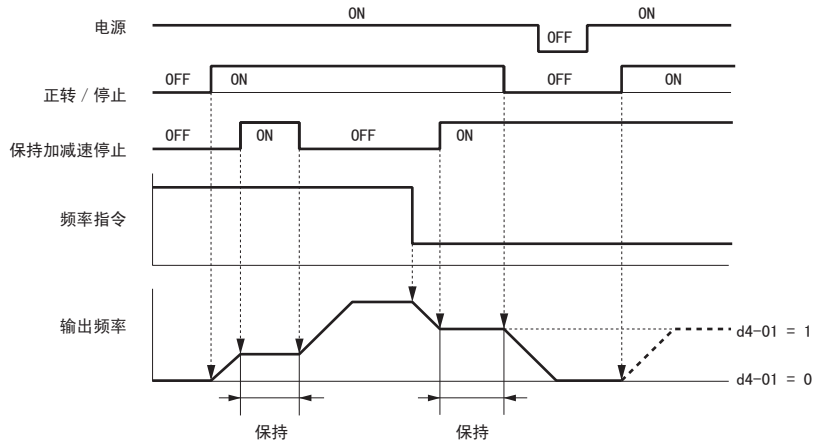 ON
ON
电源
OFF
OFF
ON
OFF
ON
正转 / 停止
OFF
ON
OFF
ON
保持加减速停止
频率指令
输出频率
d4-01 = 1
d4-01 = 0
保持
保持